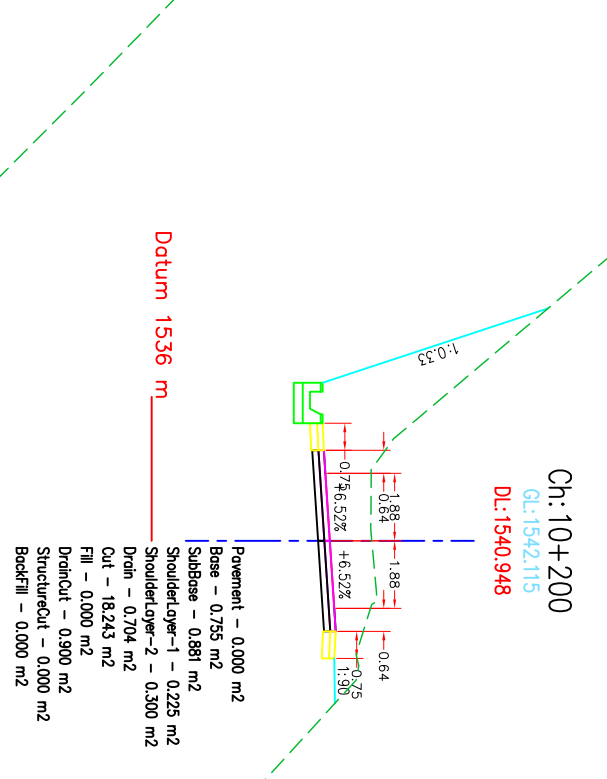 Ch:10+200
GL:1542.115
DL:1540.948
1:0.33
0.75
0.64
1.88
1.88
0.64
0.75
+6.52%
+6.52%
1:90
Datum 1536 m
Pavement - 0.000 m2
Base - 0.755 m2
SubBase - 0.881 m2
ShoulderLayer-1 - 0.225 m2
ShoulderLayer-2 - 0.300 m2
Drain - 0.704 m2
Cut - 18.243 m2
Fill - 0.000 m2
DrainCut - 0.900 m2
StructureCut - 0.000 m2
BackFill - 0.000 m2